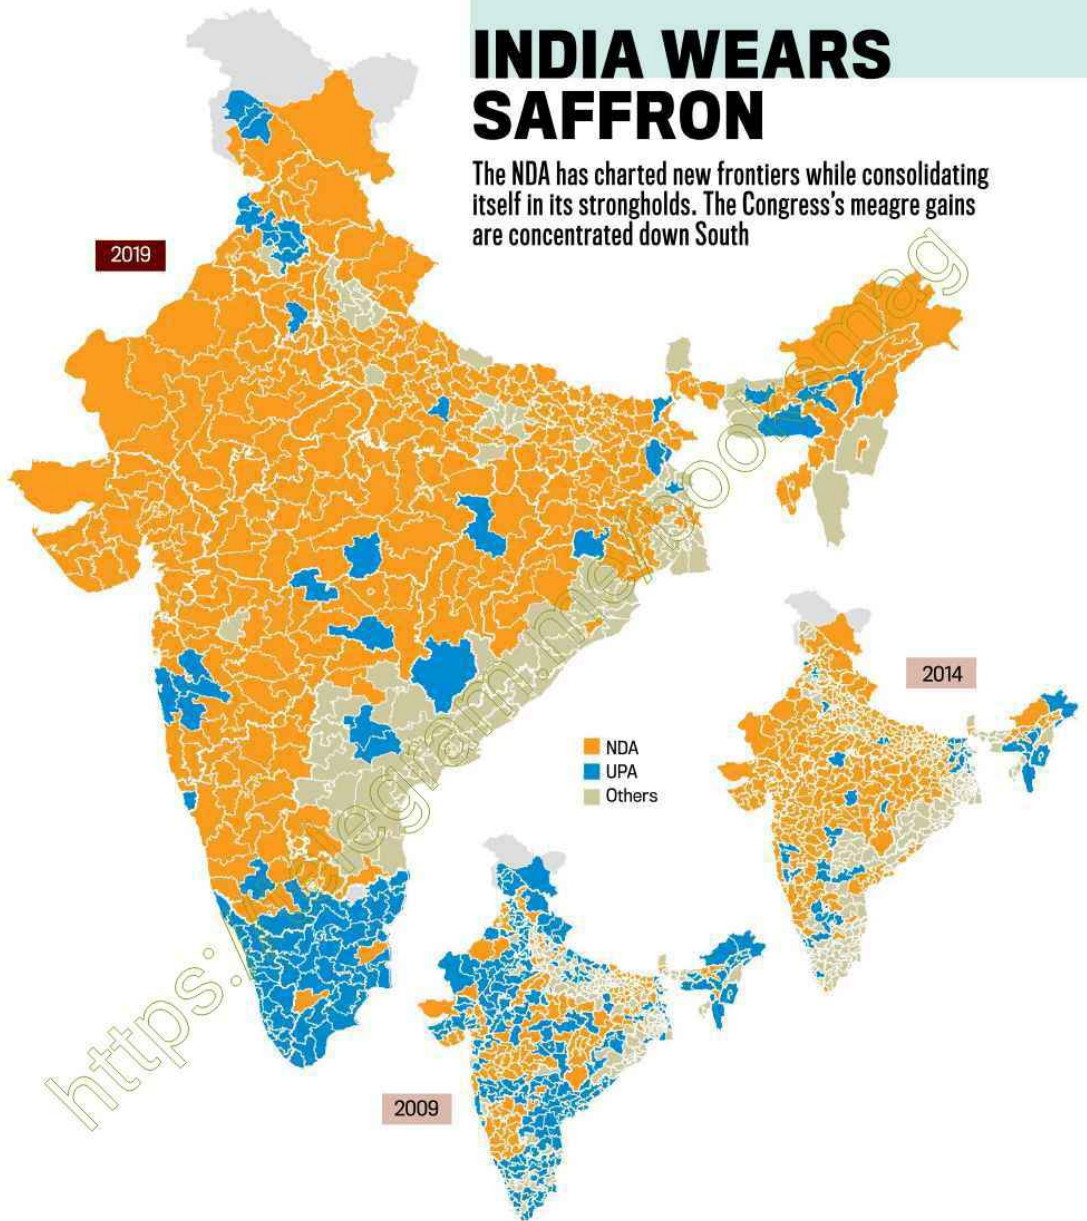 INDIA WEARS
SAFFRON
The NDA has charted new frontiers while consolidating
itself in its strongholds. The Congress's meagre gains
are concentrated down South
2019
2014
NDA
UPA
Others
2009